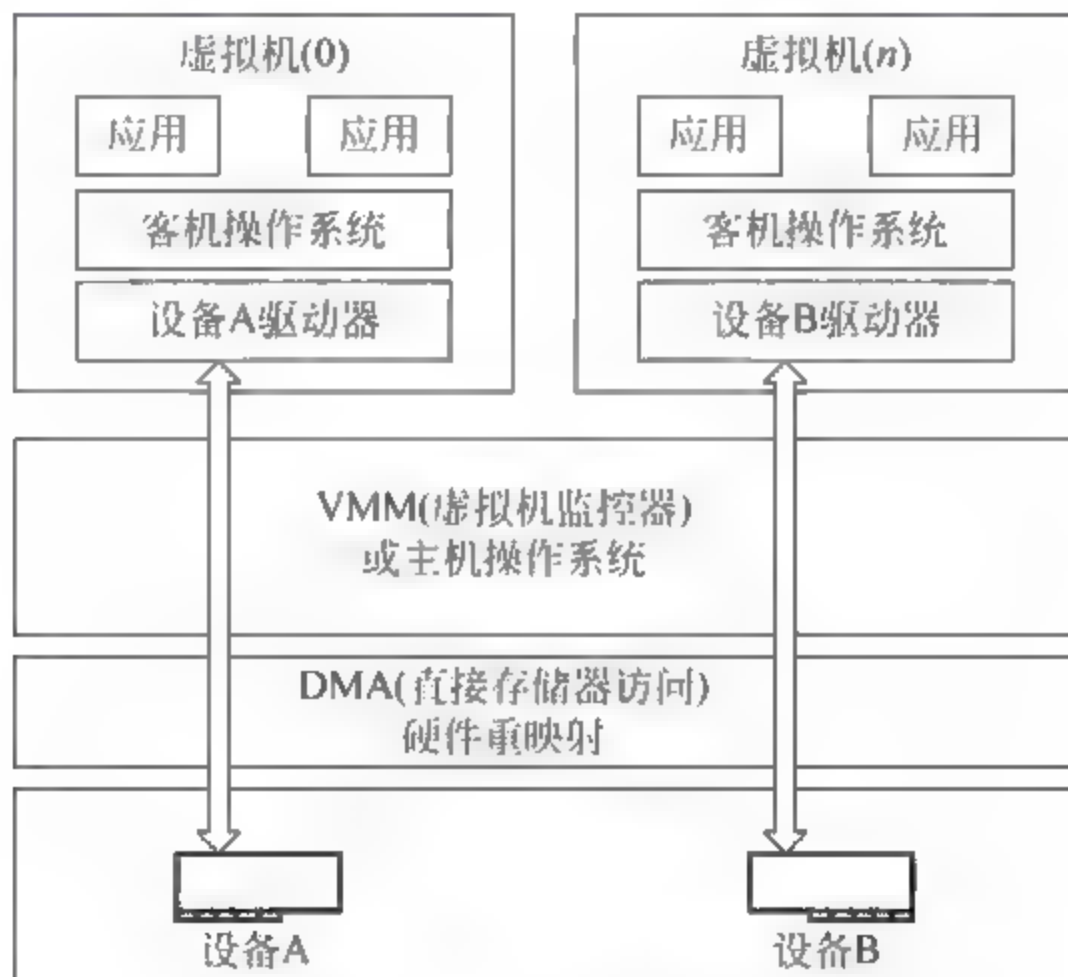 虚拟机(0)
虚拟机(n)
应用
应用
应用
应用
客机操作系统
客机操作系统
设备A驱动器
设备B驱动器
VMM(虚拟机监控器)
或主机操作系统
DMA(直接存储器访问)
硬件重映射
设备A
设备B